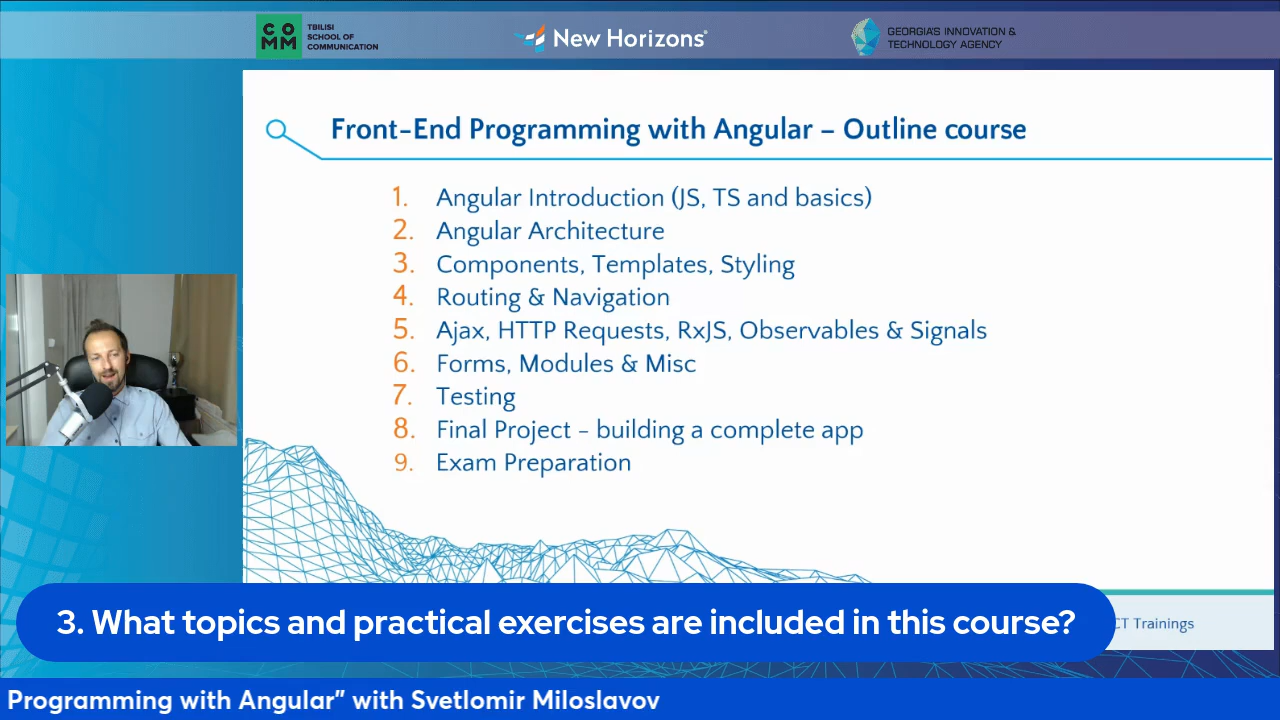 CO
MM
TBILISI
SCHOOL OF
COMMUNICATION
New Horizons®
GEORGIA'S INNOVATION &
TECHNOLOGY AGENCY
Front-End Programming with Angular – Outline course
1. Angular Introduction (JS, TS and basics)
2. Angular Architecture
3. Components, Templates, Styling
4. Routing & Navigation
5. Ajax, HTTP Requests, RxJS, Observables & Signals
6. Forms, Modules & Misc
7. Testing
8. Final Project – building a complete app
9. Exam Preparation
3. What topics and practical exercises are included in this course?
CT Trainings
Programming with Angular" with Svetlomir Miloslavov